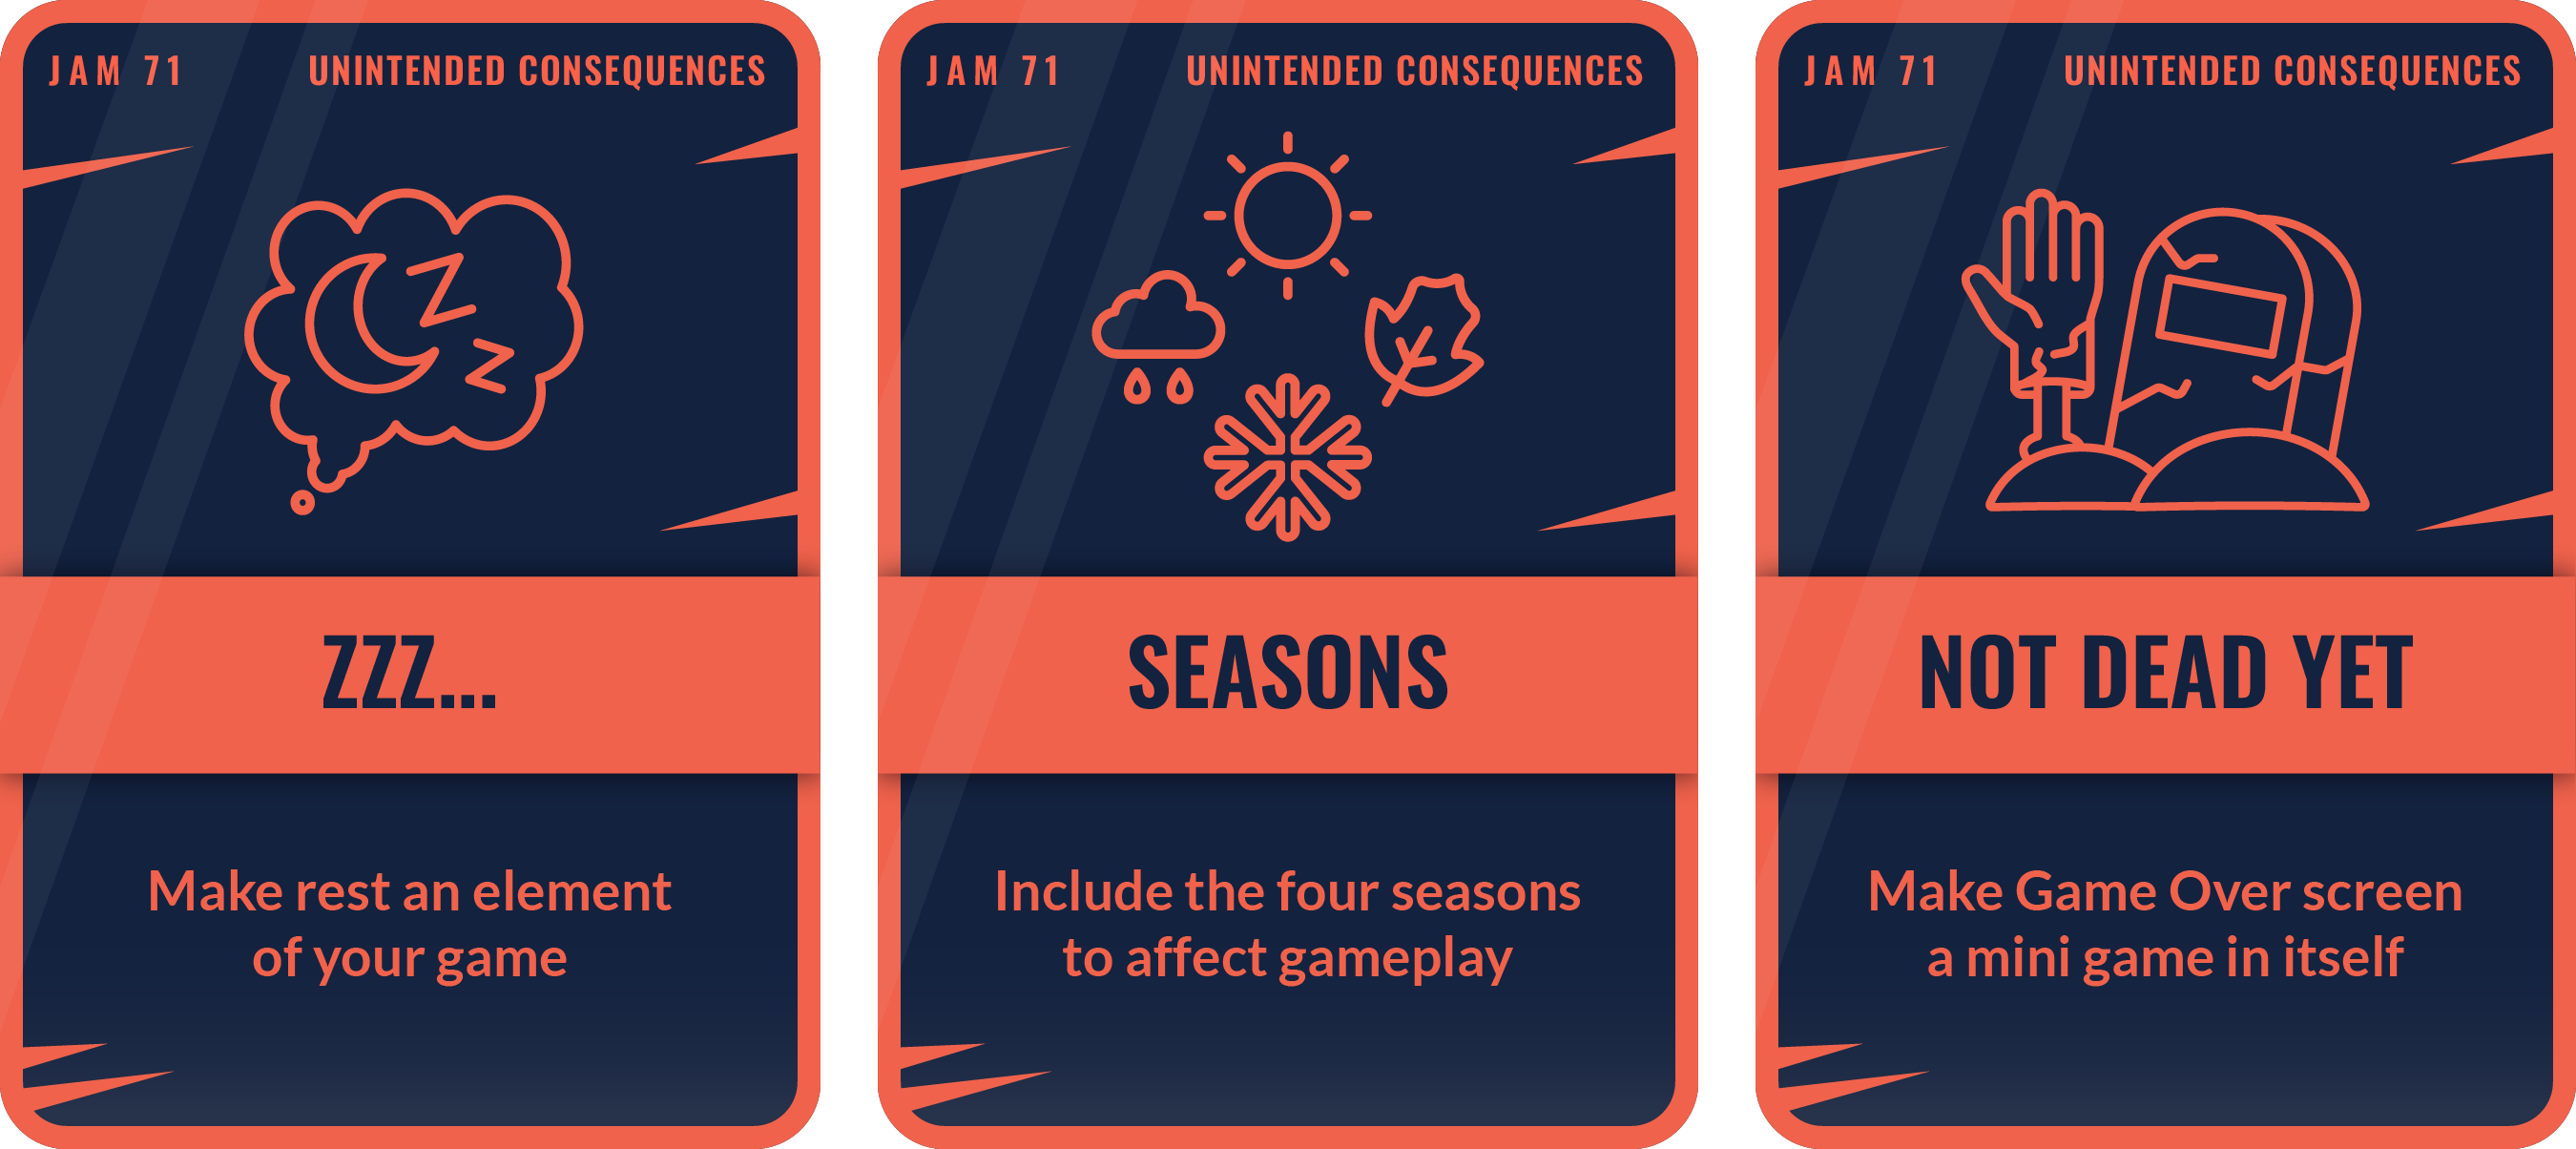 JAM 71
UNINTENDED CONSEQUENCES
ZZZ...
Make rest an element
of your game
JAM 71
UNINTENDED CONSEQUENCES
SEASONS
Include the four seasons
to affect gameplay
JAM 71
UNINTENDED CONSEQUENCES
NOT DEAD YET
Make Game Over screen
a mini game in itself